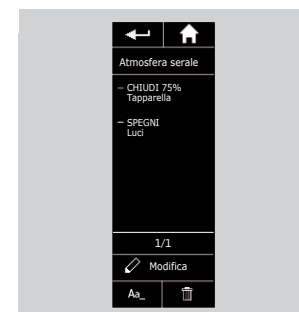 Atmosfera serale
– CHIUDI 75%
Tapparella
– SPEGNI
Luci
1/1
Modifica
Aa_